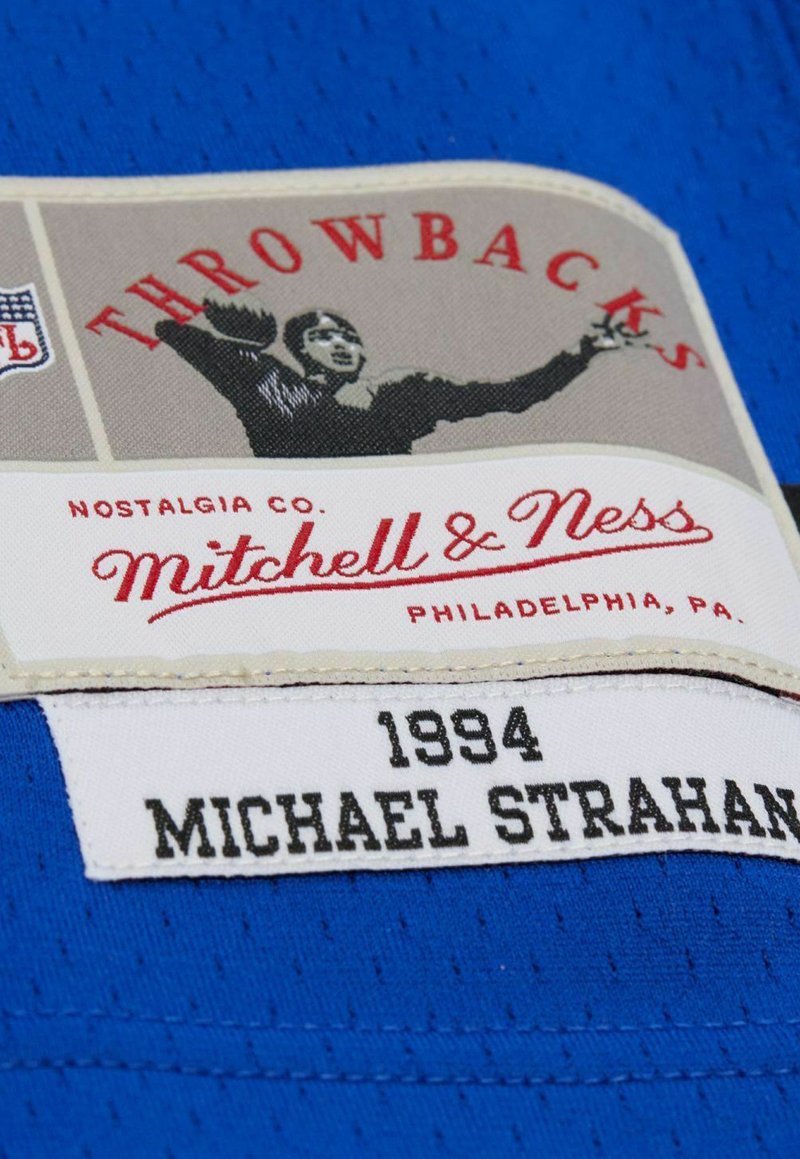 THROWBACKS
NOSTALGIA CO.
Mitchell & Ness
PHILADELPHIA, PA.
1994
MICHAEL STRAHAN